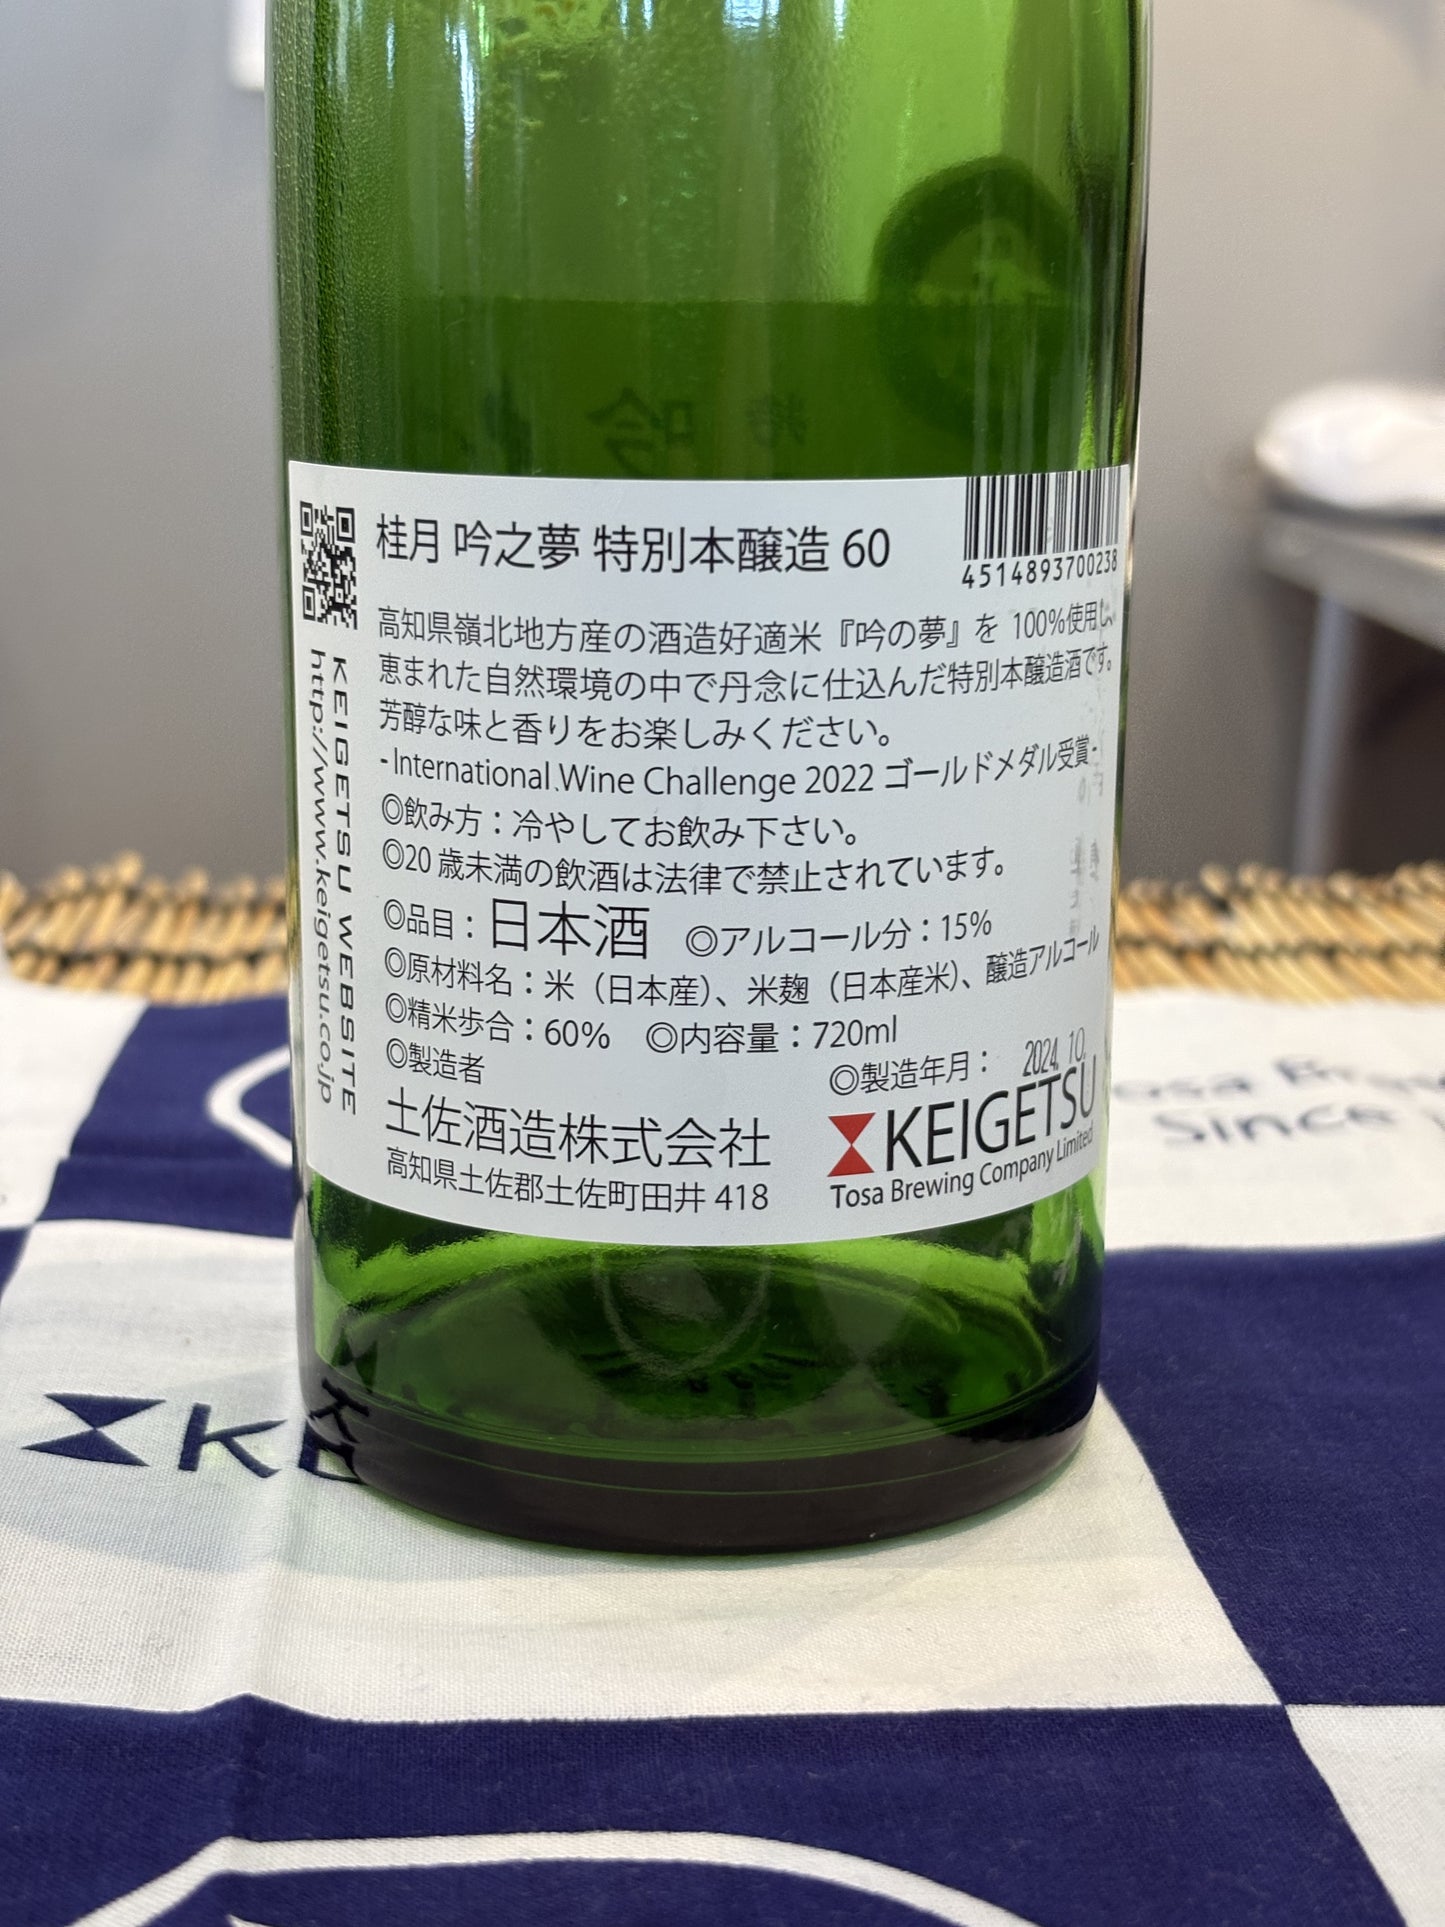 桂月 吟之夢 特別本醸造 60
4514893700238
高知県嶺北地方産の酒造好適米『吟の夢』を 100%使用し、
恵まれた自然環境の中で丹念に仕込んだ特別本醸造酒です。
芳醇な味と香りをお楽しみください。
- International Wine Challenge 2022 ゴールドメダル受賞 -
◎飲み方：冷やしてお飲み下さい。
◎20 歳未満の飲酒は法律で禁止されています。
◎品目：日本酒 ◎アルコール分：15%
◎原材料名：米（日本産）、米麹（日本産米）、醸造アルコール
◎精米歩合：60% ◎内容量：720ml
◎製造者 ◎製造年月： 2024. 10.
土佐酒造株式会社
高知県土佐郡土佐町田井 418
KEIGETSU
Tosa Brewing Company Limited
KEIGETSU WEBSITE
http://www.keigetsu.co.jp
吟
KE
Since